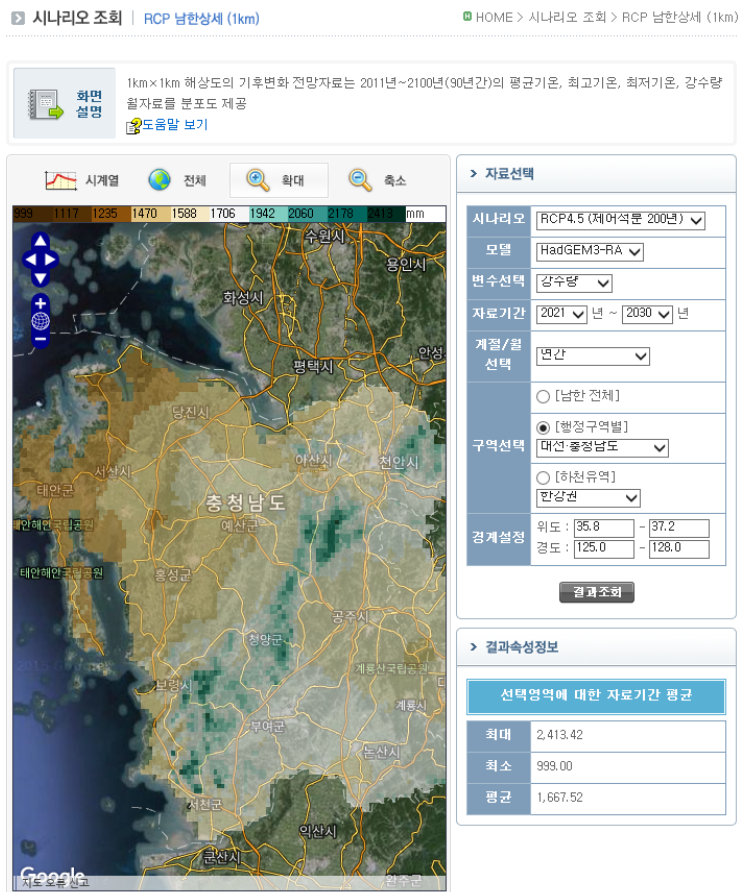 시나리오 조회 | RCP 남한상세 (1km)
HOME > 시나리오 조회 > RCP 남한상세 (1km)
화면
설명
1km×1km 해상도의 기후변화 전망자료는 2011년~2100년(90년간)의 평균기온, 최고기온, 최저기온, 강수량
월자료를 분포도 제공
도움말 보기
시계열 전체 확대 축소
999 1117 1235 1470 1588 1706 1942 2060 2178 2413 mm
수원시
용인시
화성시
안성
평택시
당진시
아산시
천안시
서산시
태안군
충청남도
예산군
태안해안국립공원
태안해안국립공원
홍성군
공주시
청양군
계룡산국립공원
보령시
계룡시
부여군
논산시
서천군
익산시
군산시
완주군
Google
지도 오류 신고
> 자료선택
시나리오 RCP4.5 (제어석문 200년)
모델 HadGEM3-RA
변수선택 강수량
자료기간 2021 년 ~ 2030 년
계절/월
선택
연간
구역선택
[남한 전체]
[행정구역별]
대전·충청남도
[하천유역]
한강권
경계설정
위도 : 35.8 - 37.2
경도 : 125.0 - 128.0
결과조회
> 결과속성정보
선택영역에 대한 자료기간 평균
최대 2,413.42
최소 999.00
평균 1,667.52